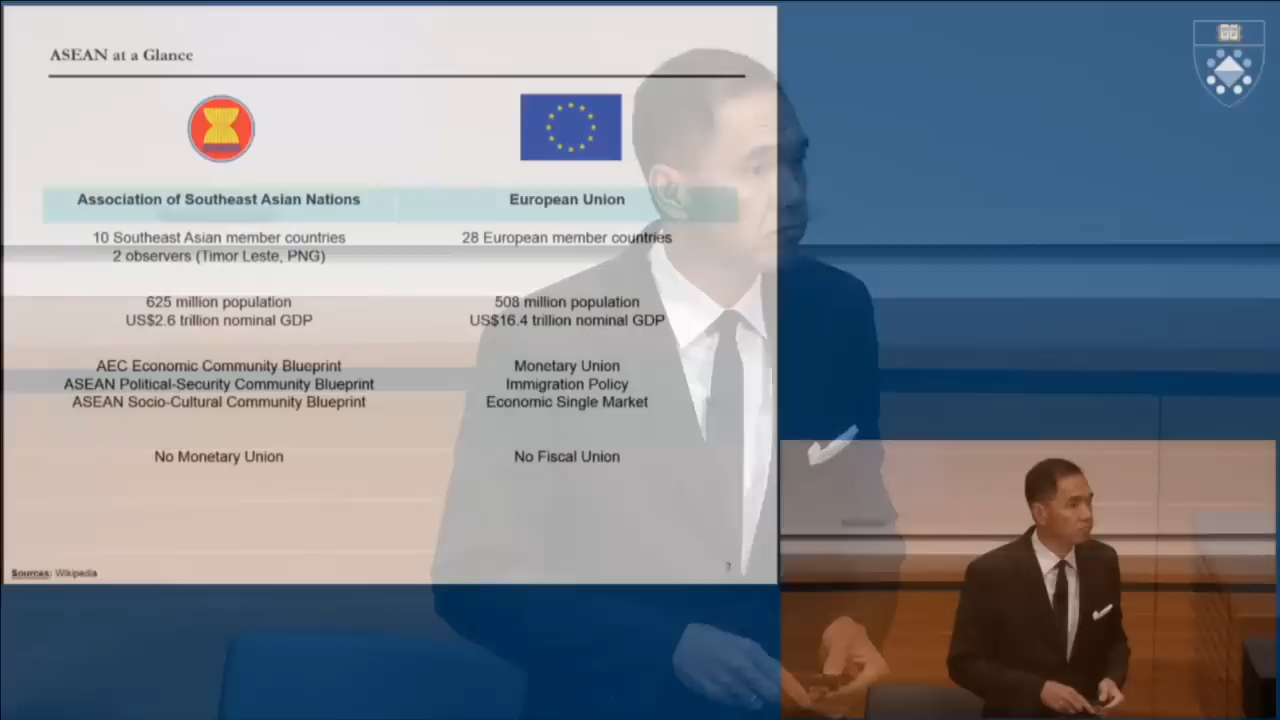 ASEAN at a Glance
Association of Southeast Asian Nations
European Union
10 Southeast Asian member countries
2 observers (Timor Leste, PNG)
28 European member countries
625 million population
US$2.6 trillion nominal GDP
508 million population
US$16.4 trillion nominal GDP
AEC Economic Community Blueprint
ASEAN Political-Security Community Blueprint
ASEAN Socio-Cultural Community Blueprint
Monetary Union
Immigration Policy
Economic Single Market
No Monetary Union
No Fiscal Union
Sources: Wikipedia
7